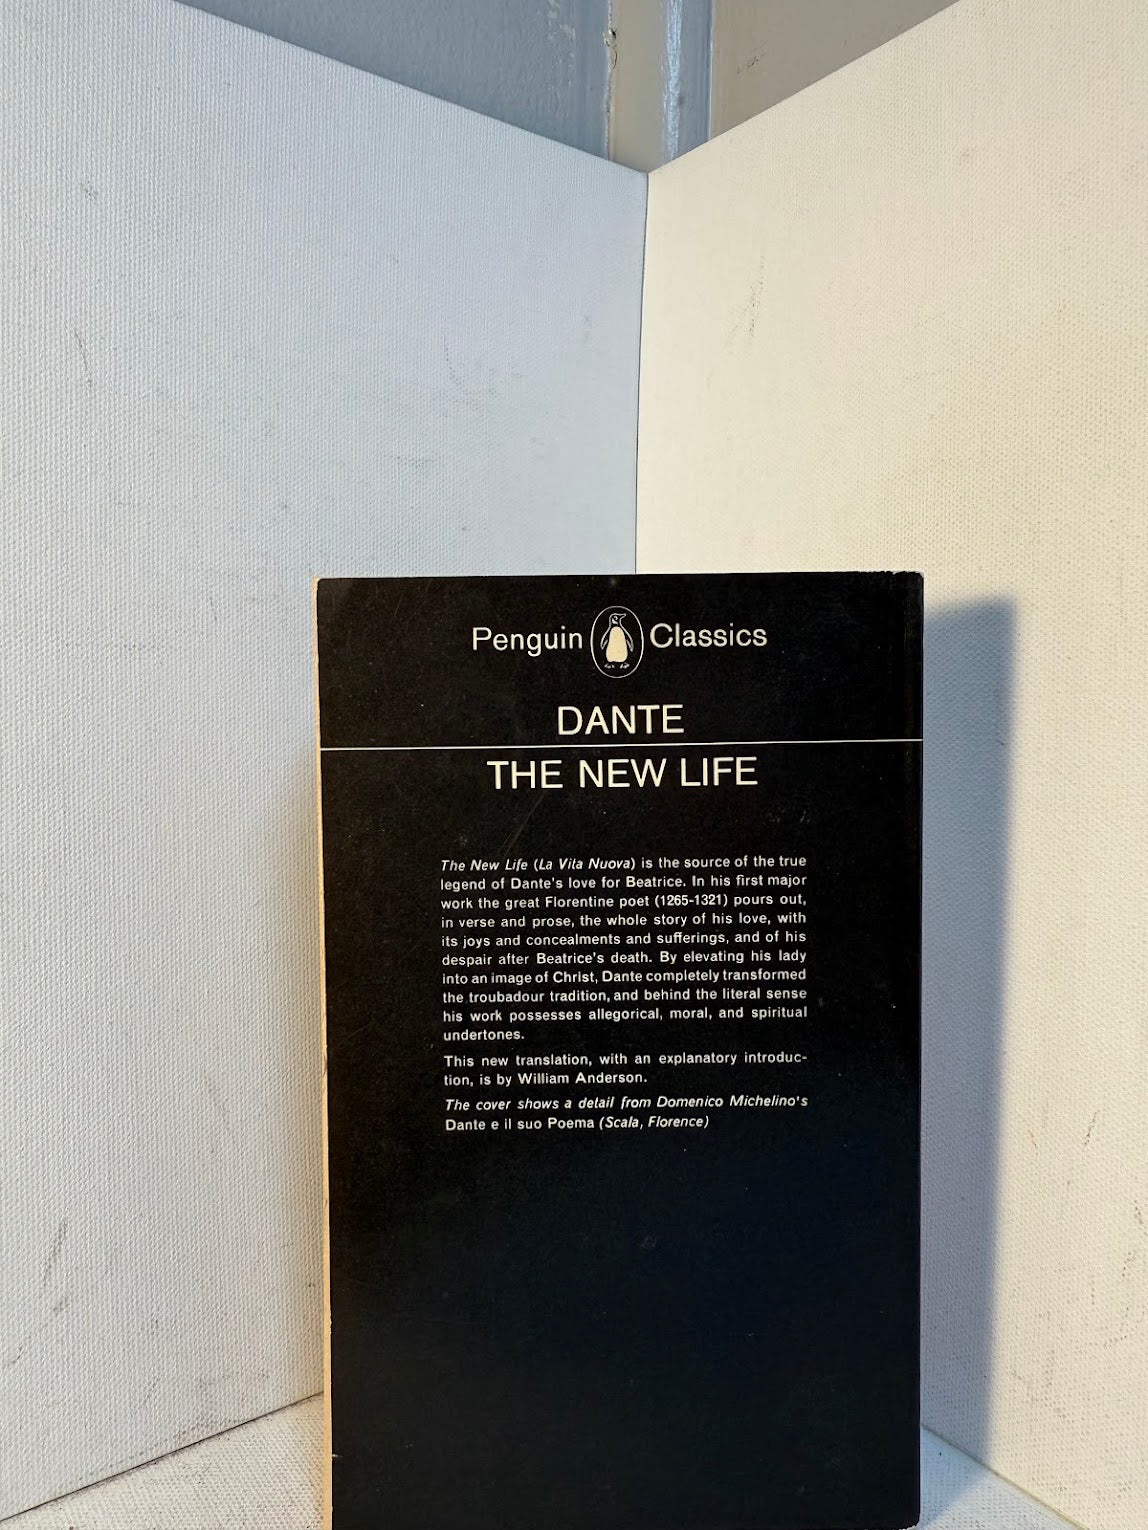 Penguin Classics
DANTE
THE NEW LIFE
The New Life (La Vita Nuova) is the source of the true
legend of Dante's love for Beatrice. In his first major
work the great Florentine poet (1265-1321) pours out,
in verse and prose, the whole story of his love, with
its joys and concealments and sufferings, and of his
despair after Beatrice's death. By elevating his lady
into an image of Christ, Dante completely transformed
the troubadour tradition, and behind the literal sense
his work possesses allegorical, moral, and spiritual
undertones.
This new translation, with an explanatory introduc-
tion, is by William Anderson.
The cover shows a detail from Domenico Michelino's
Dante e il suo Poema (Scala, Florence)